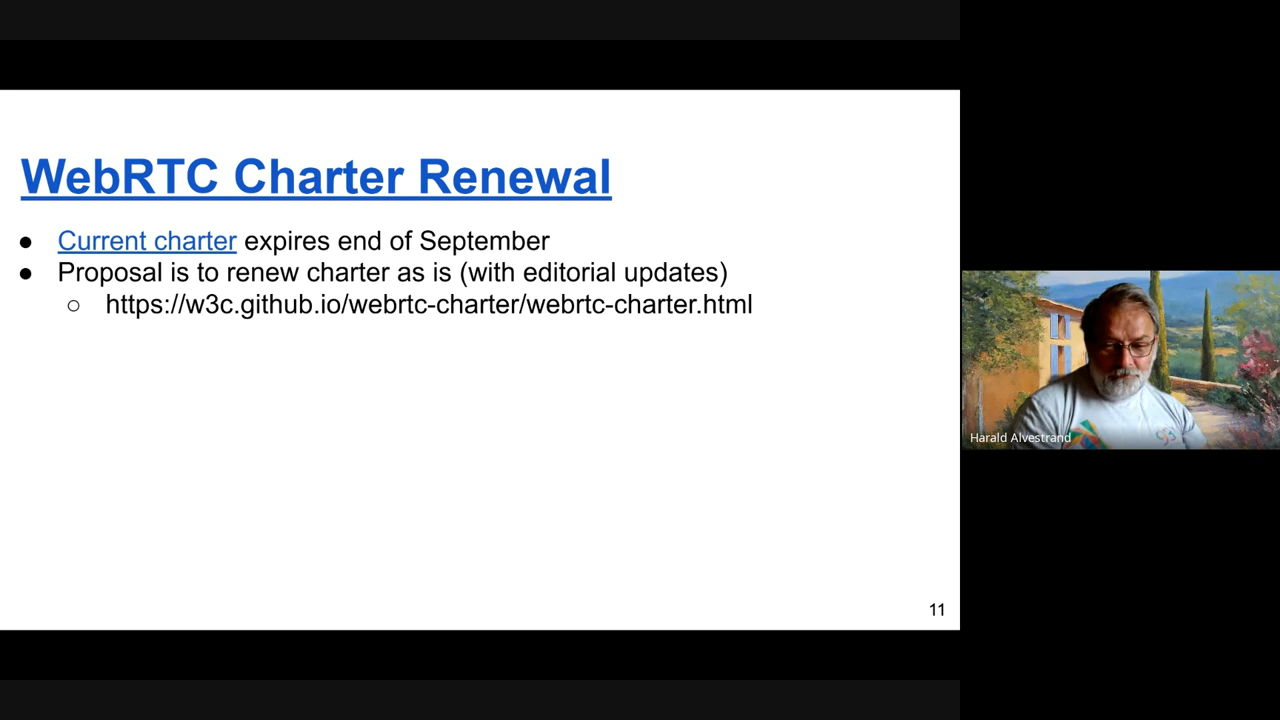 WebRTC Charter Renewal
● Current charter expires end of September
● Proposal is to renew charter as is (with editorial updates)
○ https://w3c.github.io/webrtc-charter/webrtc-charter.html
11
Harald Alvestrand